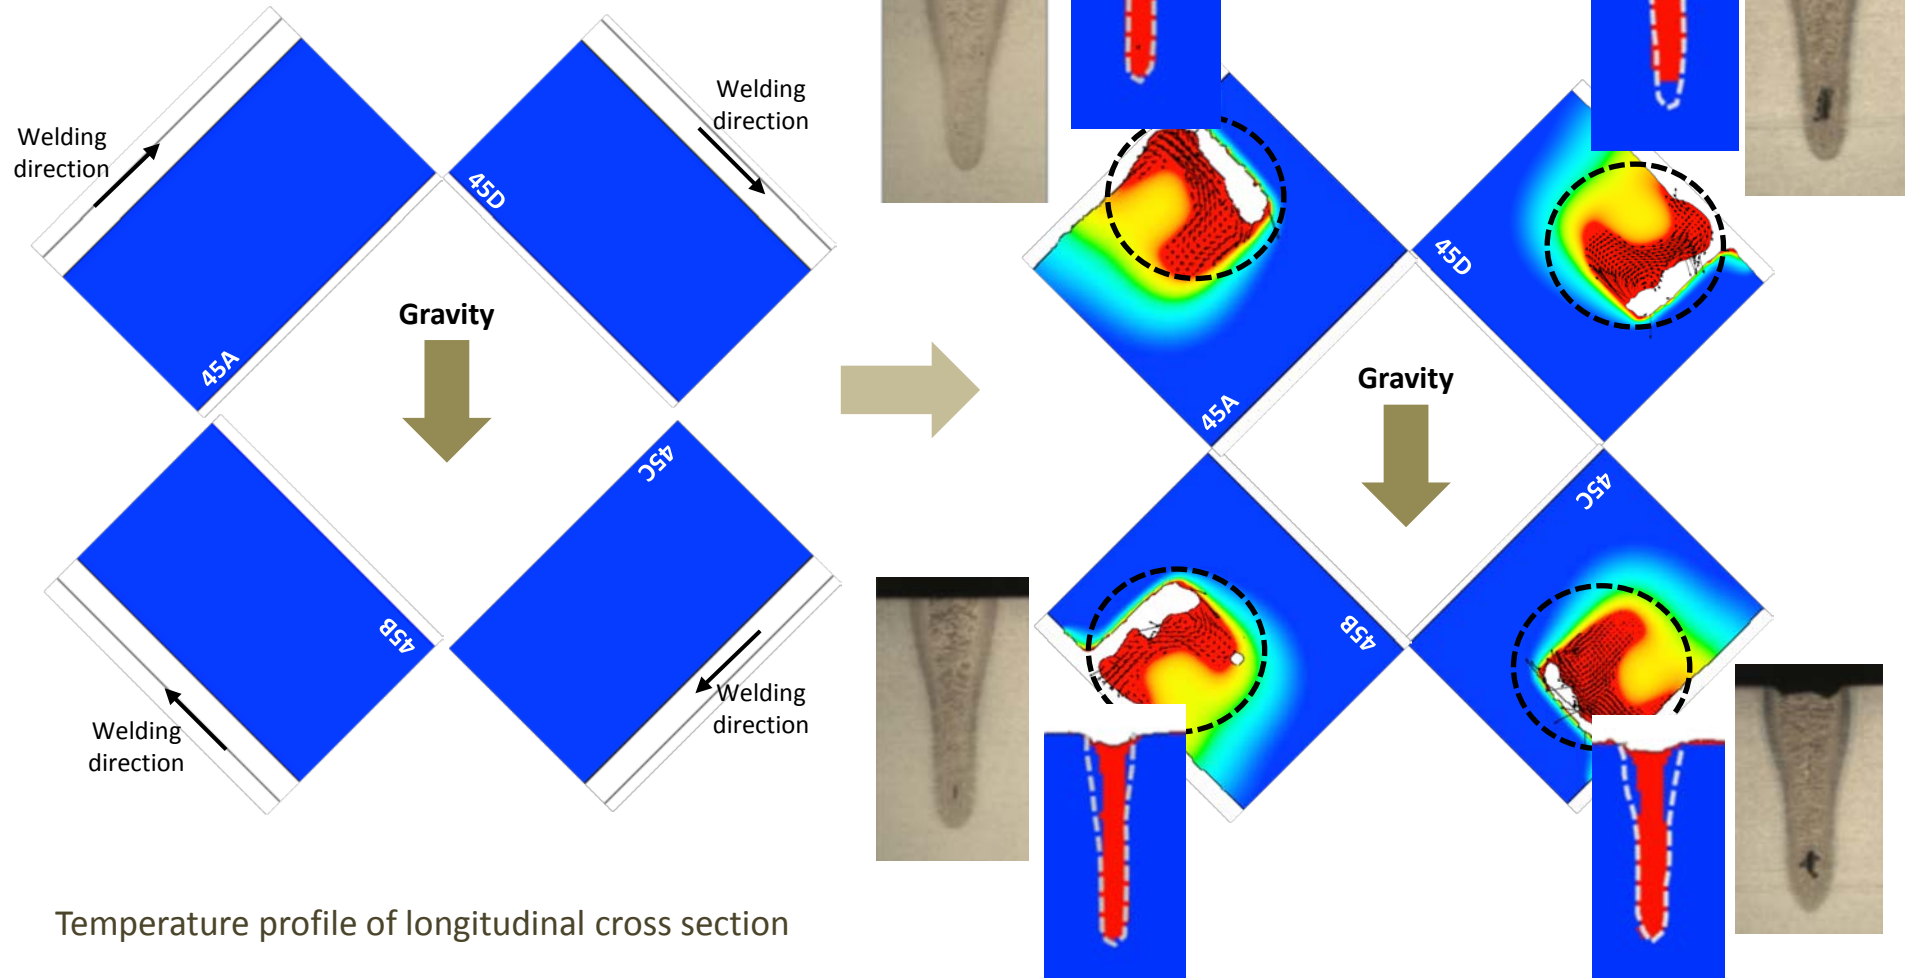 Welding
direction
Welding
direction
45A
45D
Gravity
45B
45C
Welding
direction
Welding
direction
45A
45D
Gravity
45B
45C
Temperature profile of longitudinal cross section